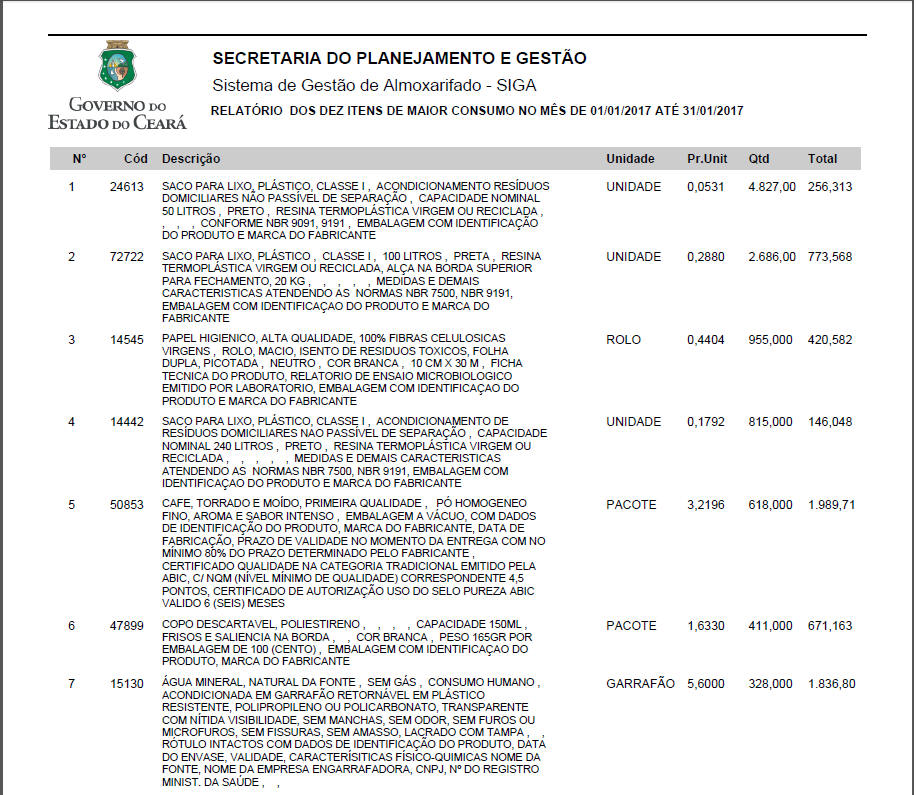 SECRETARIA DO PLANEJAMENTO E GESTÃO
Sistema de Gestão de Almoxarifado - SIGA
GOVERNO DO
ESTADO DO CEARÁ
RELATÓRIO DOS DEZ ITENS DE MAIOR CONSUMO NO MÊS DE 01/01/2017 ATÉ 31/01/2017
Nº Cód Descrição Unidade Pr.Unit Qtd Total
1 24613 SACO PARA LIXO, PLÁSTICO, CLASSE I , ACONDICIONAMENTO RESÍDUOS UNIDADE 0,0531 4.827,00 256,313
DOMICILIARES NÃO PASSÍVEL DE SEPARAÇÃO , CAPACIDADE NOMINAL
50 LITROS , PRETO , RESINA TERMOPLÁSTICA VIRGEM OU RECICLADA ,
, , , CONFORME NBR 9091, 9191 , EMBALAGEM COM IDENTIFICAÇÃO
DO PRODUTO E MARCA DO FABRICANTE
2 72722 SACO PARA LIXO, PLÁSTICO , CLASSE I , 100 LITROS , PRETA , RESINA UNIDADE 0,2880 2.686,00 773,568
TERMOPLÁSTICA VIRGEM OU RECICLADA, ALÇA NA BORDA SUPERIOR
PARA FECHAMENTO, 20 KG , , , , , MEDIDAS E DEMAIS
CARACTERISTICAS ATENDENDO AS NORMAS NBR 7500, NBR 9191,
EMBALAGEM COM IDENTIFICAÇAO DO PRODUTO E MARCA DO
FABRICANTE
3 14545 PAPEL HIGIENICO, ALTA QUALIDADE, 100% FIBRAS CELULOSICAS ROLO 0,4404 955,000 420,582
VIRGENS , ROLO, MACIO, ISENTO DE RESIDUOS TOXICOS, FOLHA
DUPLA, PICOTADA , NEUTRO , COR BRANCA , 10 CM X 30 M , FICHA
TECNICA DO PRODUTO, RELATORIO DE ENSAIO MICROBIOLOGICO
EMITIDO POR LABORATORIO, EMBALAGEM COM IDENTIFICAÇAO DO
PRODUTO E MARCA DO FABRICANTE
4 14442 SACO PARA LIXO, PLÁSTICO, CLASSE I , ACONDICIONAMENTO DE UNIDADE 0,1792 815,000 146,048
RESÍDUOS DOMICILIARES NAO PASSÍVEL DE SEPARAÇÃO , CAPACIDADE
NOMINAL 240 LITROS , PRETO , RESINA TERMOPLÁSTICA VIRGEM OU
RECICLADA , , , , , MEDIDAS E DEMAIS CARACTERISTICAS
ATENDENDO AS NORMAS NBR 7500, NBR 9191, EMBALAGEM COM
IDENTIFICAÇAO DO PRODUTO E MARCA DO FABRICANTE
5 50853 CAFE, TORRADO E MOÍDO, PRIMEIRA QUALIDADE , PÓ HOMOGENEO PACOTE 3,2196 618,000 1.989,71
FINO, AROMA E SABOR INTENSO , EMBALAGEM A VÁCUO, COM DADOS
DE IDENTIFICAÇÃO DO PRODUTO, MARCA DO FABRICANTE, DATA DE
FABRICAÇÃO, PRAZO DE VALIDADE NO MOMENTO DA ENTREGA COM NO
MÍNIMO 80% DO PRAZO DETERMINADO PELO FABRICANTE ,
CERTIFICADO QUALIDADE NA CATEGORIA TRADICIONAL EMITIDO PELA
ABIC, C/ NQM (NÍVEL MÍNIMO DE QUALIDADE) CORRESPONDENTE 4,5
PONTOS, CERTIFICADO DE AUTORIZAÇÃO USO DO SELO PUREZA ABIC
VALIDO 6 (SEIS) MESES
6 47899 COPO DESCARTAVEL, POLIESTIRENO , , , , CAPACIDADE 150ML , PACOTE 1,6330 411,000 671,163
FRISOS E SALIENCIA NA BORDA , , COR BRANCA , PESO 165GR POR
EMBALAGEM DE 100 (CENTO) , EMBALAGEM COM IDENTIFICAÇAO DO
PRODUTO, MARCA DO FABRICANTE
7 15130 ÁGUA MINERAL, NATURAL DA FONTE , SEM GÁS , CONSUMO HUMANO , GARRAFÃO 5,6000 328,000 1.836,80
ACONDICIONADA EM GARRAFÃO RETORNÁVEL EM PLÁSTICO
RESISTENTE, POLIPROPILENO OU POLICARBONATO, TRANSPARENTE
COM NÍTIDA VISIBILIDADE, SEM MANCHAS, SEM ODOR, SEM FUROS OU
MICROFUROS, SEM FISSURAS, SEM AMASSO, LACRADO COM TAMPA , ,
RÓTULO INTACTOS COM DADOS DE IDENTIFICAÇÃO DO PRODUTO, DATA
DO ENVASE, VALIDADE, CARACTERÍSITICAS FÍSICO-QUIMICAS NOME DA
FONTE, NOME DA EMPRESA ENGARRAFADORA, CNPJ, Nº DO REGISTRO
MINIST. DA SAÚDE , ,